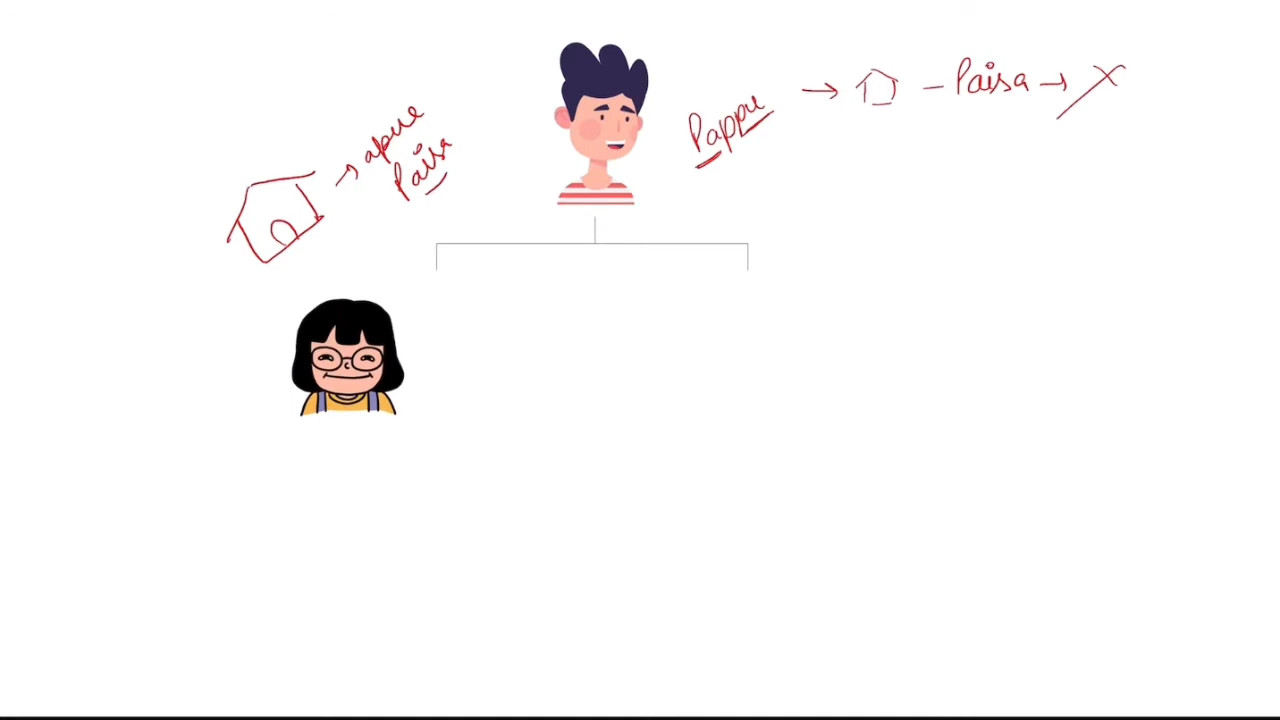 Pappu → – Paisa → X
→ apne
Paisa